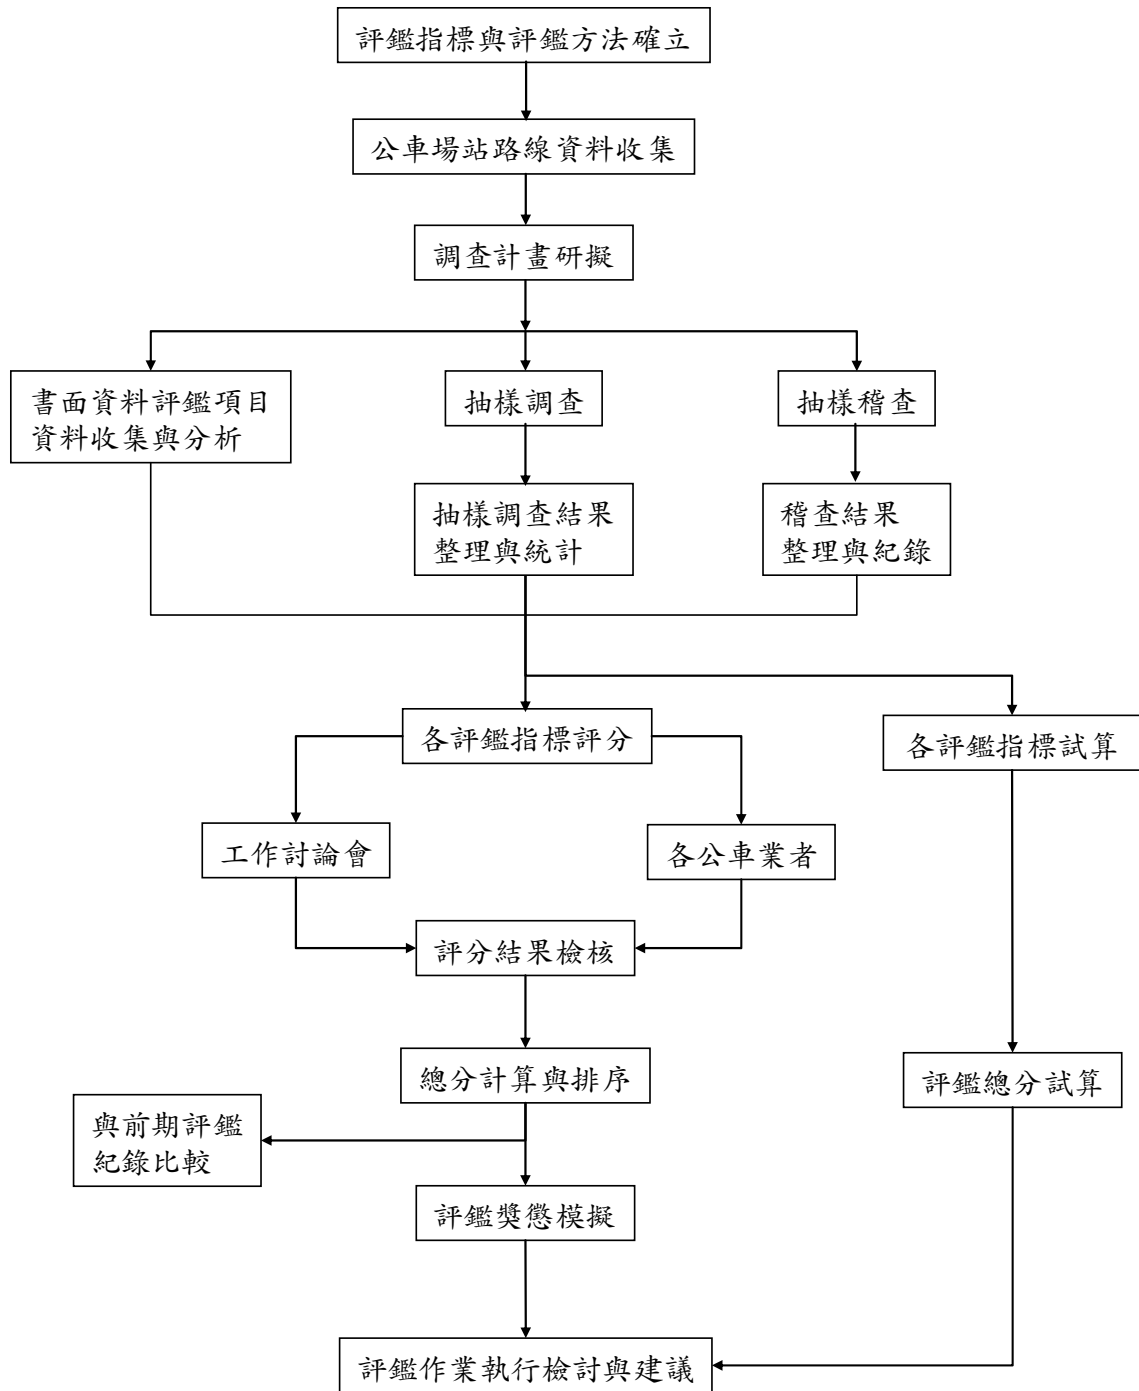 評鑑指標與評鑑方法確立
公車場站路線資料收集
調查計畫研擬
書面資料評鑑項目
資料收集與分析
抽樣調查
抽樣稽查
抽樣調查結果
整理與統計
稽查結果
整理與紀錄
各評鑑指標評分
各評鑑指標試算
工作討論會
各公車業者
評分結果檢核
總分計算與排序
評鑑總分試算
與前期評鑑
紀錄比較
評鑑獎懲模擬
評鑑作業執行檢討與建議